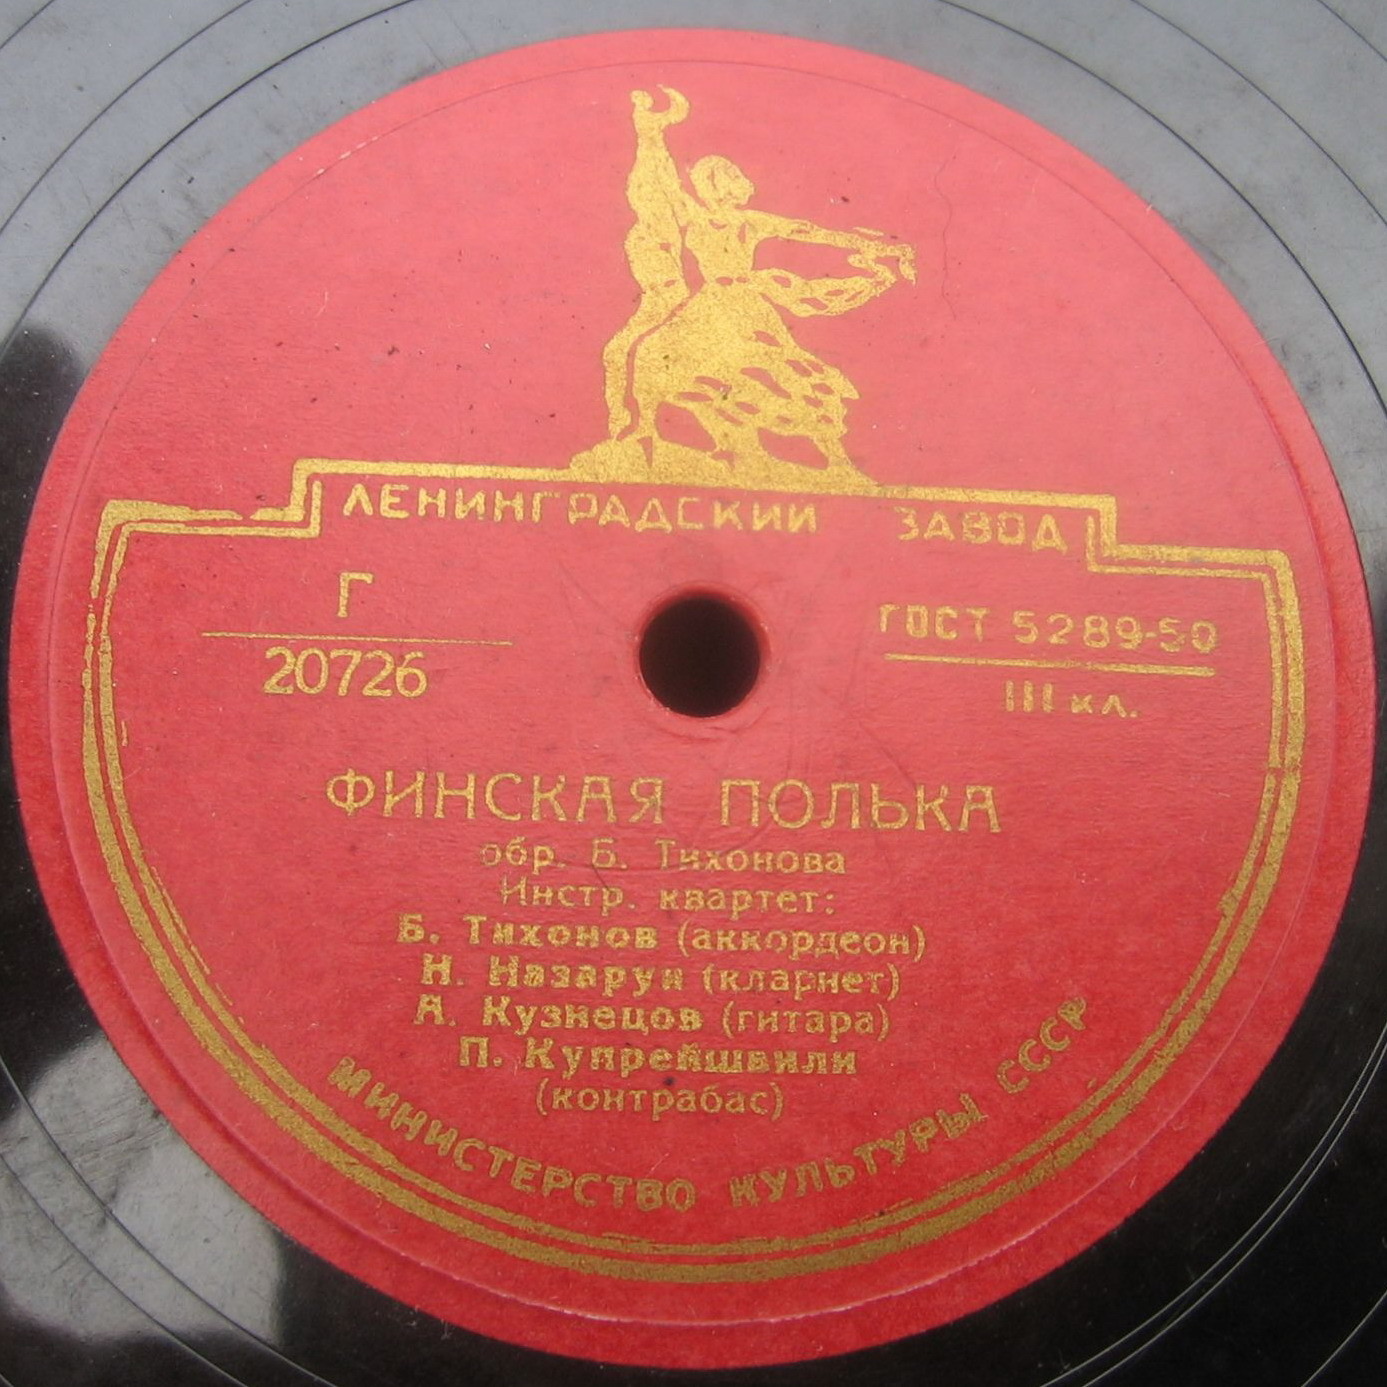 ЛЕНИНГРАДСКИЙ ЗАВОД
Г
20726
ГОСТ 5289-50
III кл.
ФИНСКАЯ ПОЛЬКА
обр. Б. Тихонова
Инстр. квартет:
Б. Тихонов (аккордеон)
Н. Назарук (кларнет)
А. Кузнецов (гитара)
П. Купрейшвили
(контрабас)
МИНИСТЕРСТВО КУЛЬТУРЫ СССР